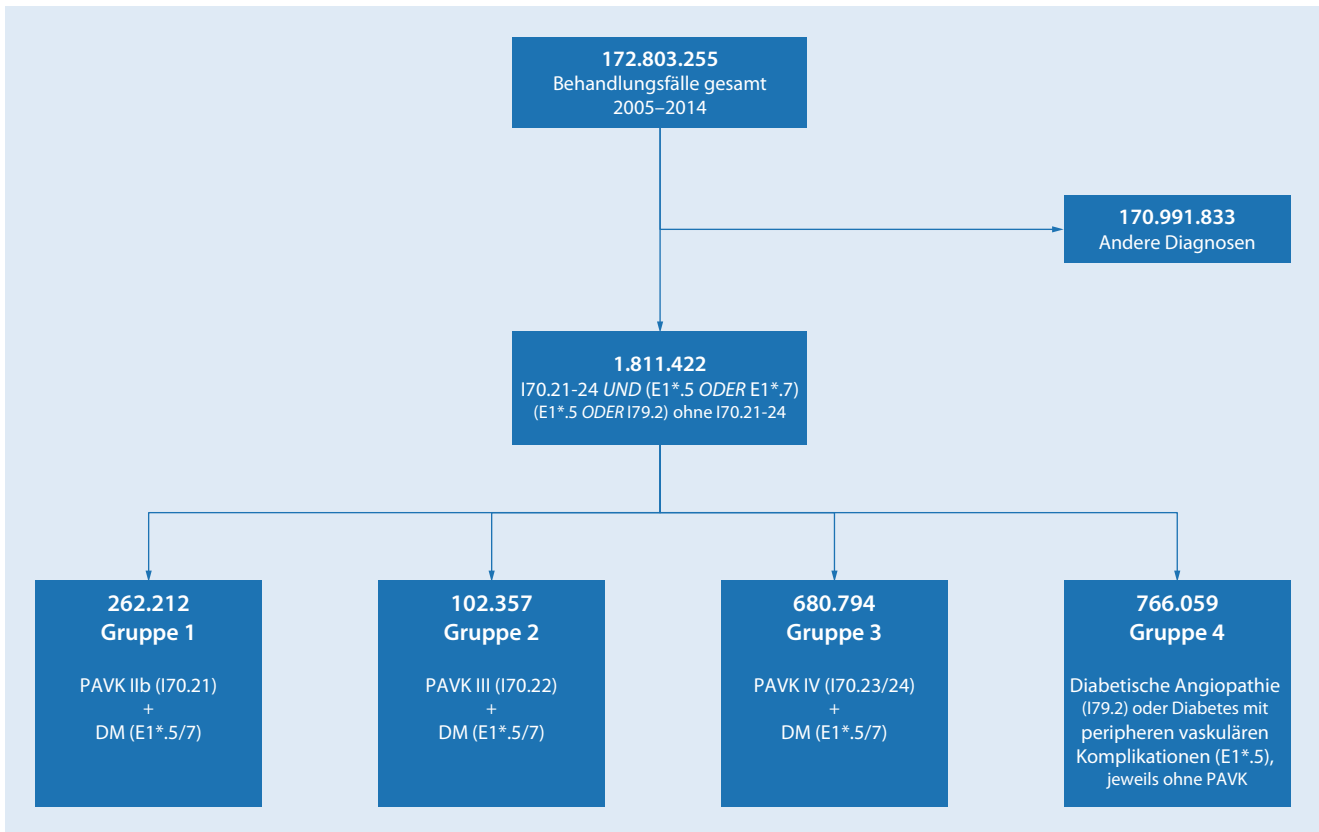 172.803.255
Behandlungsfälle gesamt
2005–2014
170.991.833
Andere Diagnosen
1.811.422
I70.21-24 UND (E1*.5 ODER E1*.7)
(E1*.5 ODER I79.2) ohne I70.21-24
262.212
Gruppe 1
PAVK IIb (I70.21)
+
DM (E1*.5/7)
102.357
Gruppe 2
PAVK III (I70.22)
+
DM (E1*.5/7)
680.794
Gruppe 3
PAVK IV (I70.23/24)
+
DM (E1*.5/7)
766.059
Gruppe 4
Diabetische Angiopathie
(I79.2) oder Diabetes mit
peripheren vaskulären
Komplikationen (E1*.5),
jeweils ohne PAVK